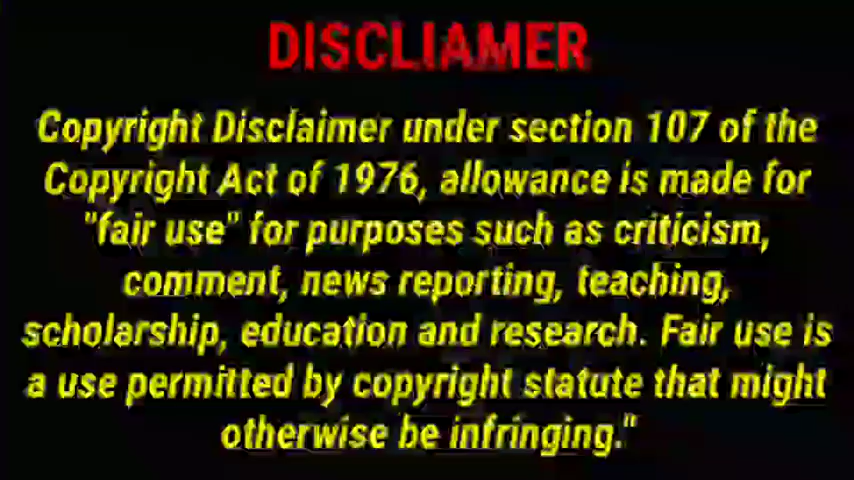 DISCLIAMER
Copyright Disclaimer under section 107 of the
Copyright Act of 1976, allowance is made for
"fair use" for purposes such as criticism,
comment, news reporting, teaching,
scholarship, education and research. Fair use is
a use permitted by copyright statute that might
otherwise be infringing."